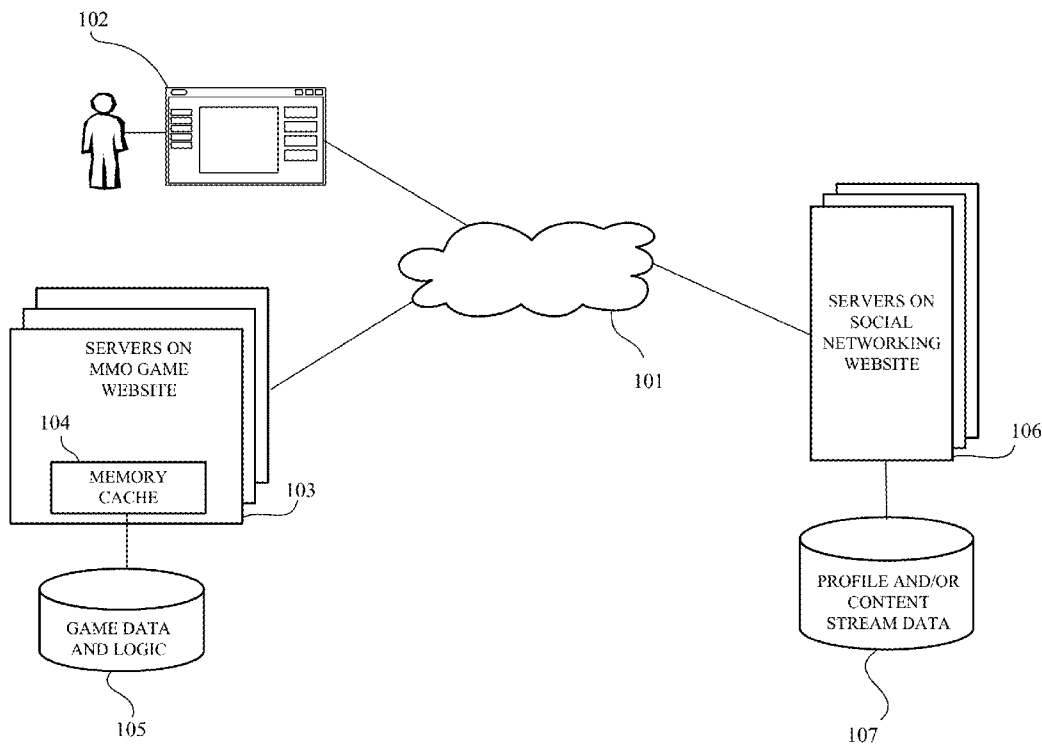 102
SERVERS ON
MMO GAME
WEBSITE
104
MEMORY
CACHE
103
GAME DATA
AND LOGIC
105
101
SERVERS ON
SOCIAL
NETWORKING
WEBSITE
106
PROFILE AND/OR
CONTENT
STREAM DATA
107